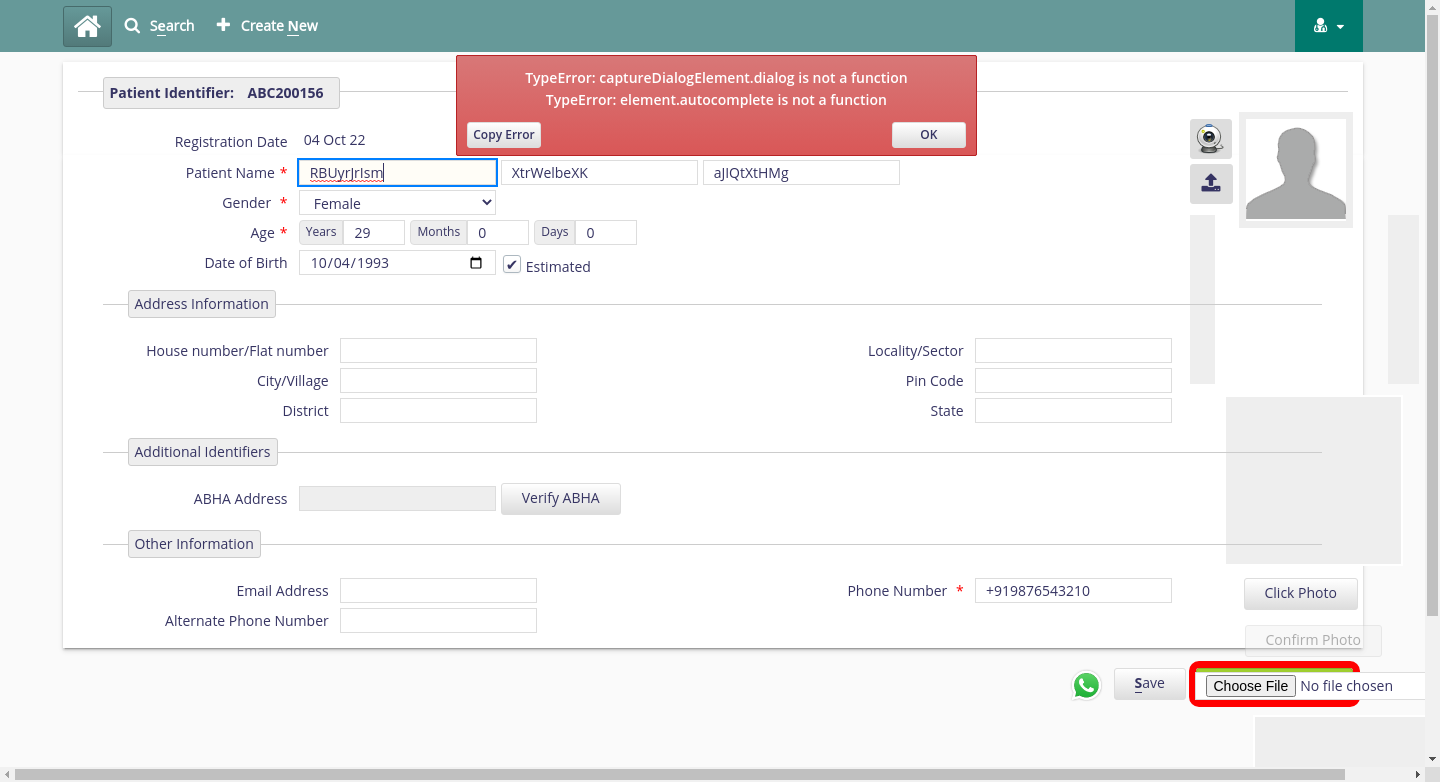 Search
Create New
TypeError: captureDialogElement.dialog is not a function
TypeError: element.autocomplete is not a function
Copy Error
OK
Patient Identifier: ABC200156
Registration Date 04 Oct 22
Patient Name * RBUyrJrIsm XtrWelbeXK aJIQtXtHMg
Gender * Female
Age * Years 29 Months 0 Days 0
Date of Birth 10/04/1993 Estimated
Address Information
House number/Flat number Locality/Sector
City/Village Pin Code
District State
Additional Identifiers
ABHA Address Verify ABHA
Other Information
Email Address Phone Number * +919876543210
Click Photo
Alternate Phone Number
Confirm Photo
Save Choose File No file chosen